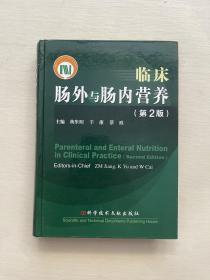 临床
肠外与肠内营养
(第2版)
主编 蒋朱明 于康 蔡威
Parenteral and Enteral Nutrition
in Clinical Practice (Second Edition)
Editors-in-Chief ZM Jiang, K Yu and W Cai
科学技术文献出版社
Scientific and Technical Documents Publishing House